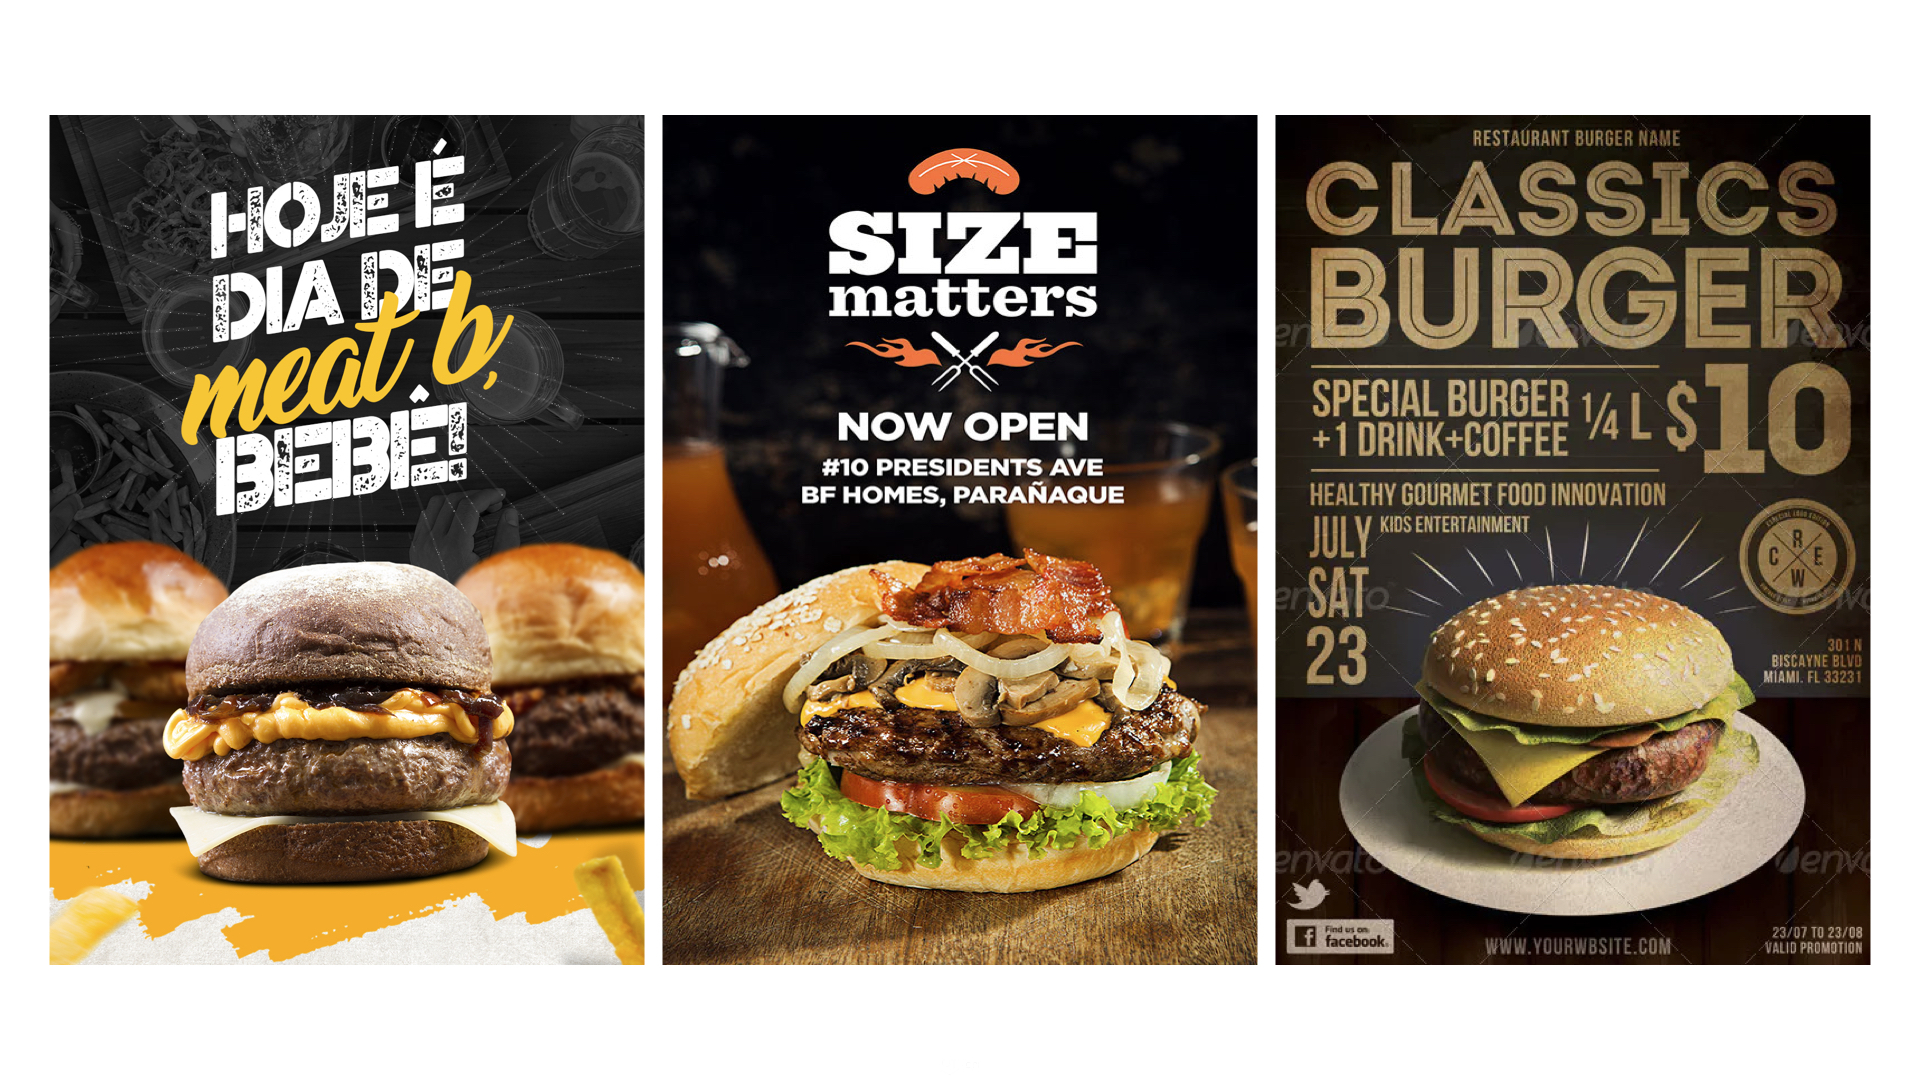 HOJE É
DIA DE
meat b,
BEBÊ!
SIZE
matters
NOW OPEN
#10 PRESIDENTS AVE
BF HOMES, PARAÑAQUE
RESTAURANT BURGER NAME
CLASSICS
BURGER
SPECIAL BURGER
+1 DRINK+COFFEE
1/4 L
$10
HEALTHY GOURMET FOOD INNOVATION
JULY
KIDS ENTERTAINMENT
SAT
23
CREW
301 N
BISCAYNE BLVD
MIAMI. FL 33231
Find us on:
facebook.
WWW.YOURWBSITE.COM
23/07 TO 23/08
VALID PROMOTION
envato